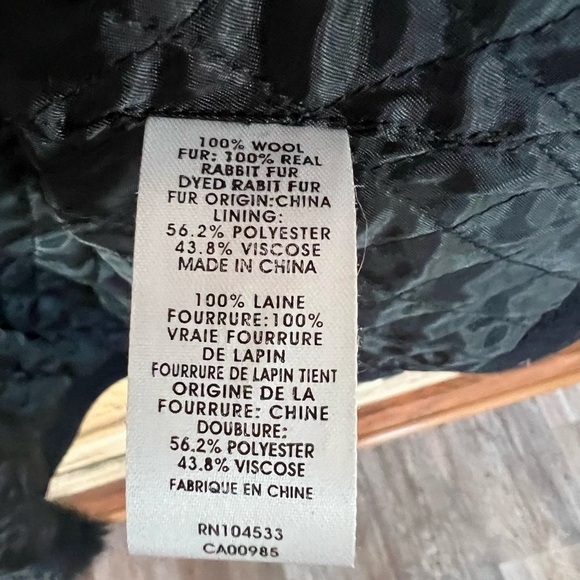 100% WOOL
FUR: 100% REAL
RABBIT FUR
DYED RABIT FUR
FUR ORIGIN:CHINA
LINING:
56.2% POLYESTER
43.8% VISCOSE
MADE IN CHINA
100% LAINE
FOURRURE:100%
VRAIE FOURRURE
DE LAPIN
FOURRURE DE LAPIN TIENT
ORIGINE DE LA
FOURRURE: CHINE
DOUBLURE:
56.2% POLYESTER
43.8% VISCOSE
FABRIQUE EN CHINE
RN104533
CA00985